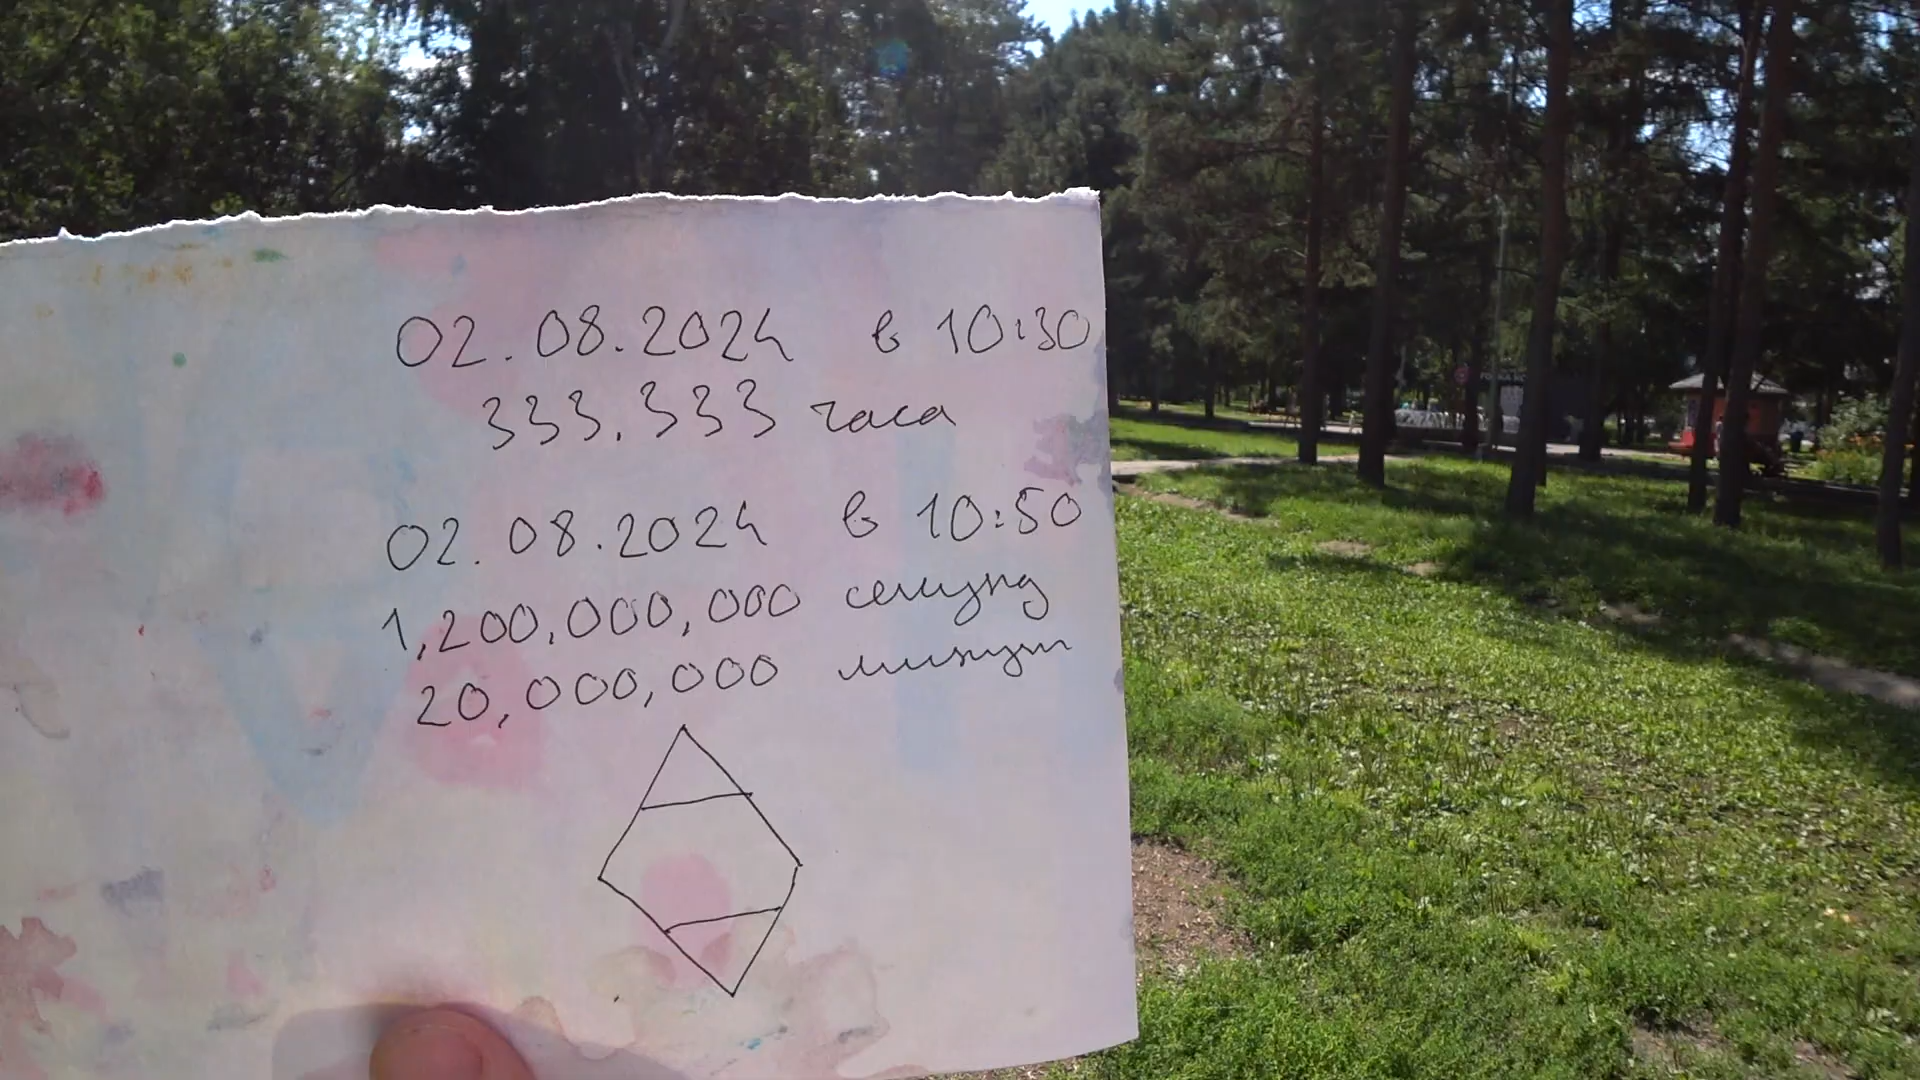 02.08.2024 в 10:30
333.333 часа
02.08.2024 в 10:50
1,200,000,000 секунд
20,000,000 минут